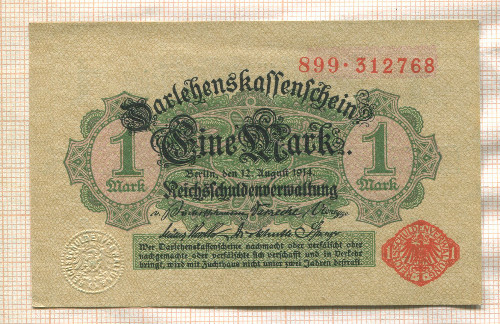 899·312768
Darlehenskassenschein
Eine Mark.
1 Mark
1 Mark
Berlin, den 12. August 1914.
Reichsschuldenverwaltung
Wer Darlehenskassenscheine nachmacht oder verfälscht oder
nachgemachte oder verfälschte sich verschafft und in Verkehr
bringt, wird mit Zuchthaus nicht unter zwei Jahren bestraft.
1 1